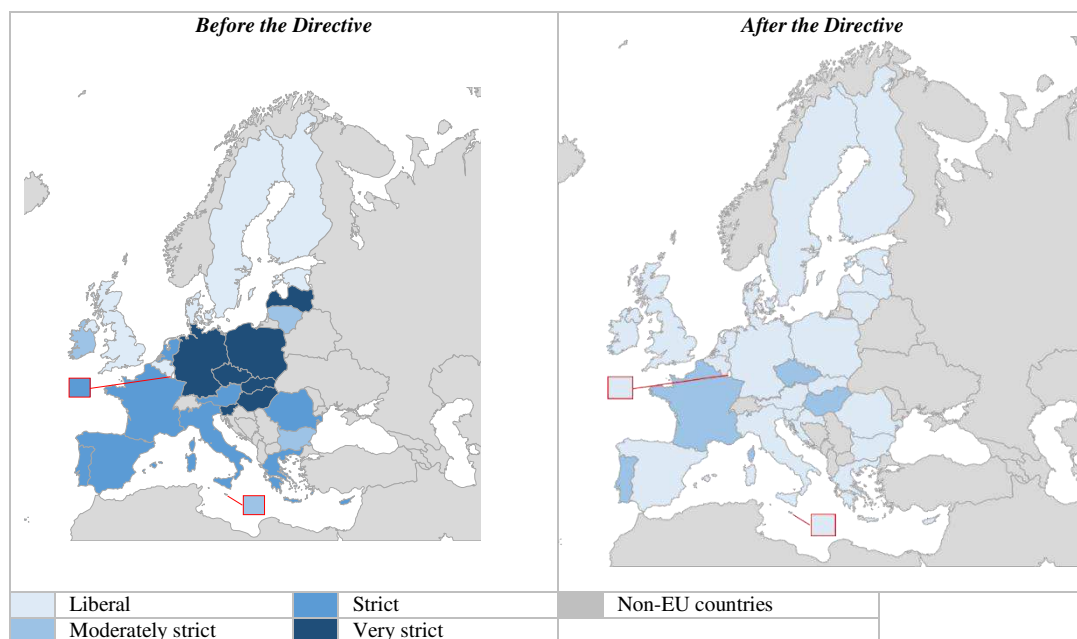 Before the Directive
After the Directive
Liberal
Strict
Non-EU countries
Moderately strict
Very strict